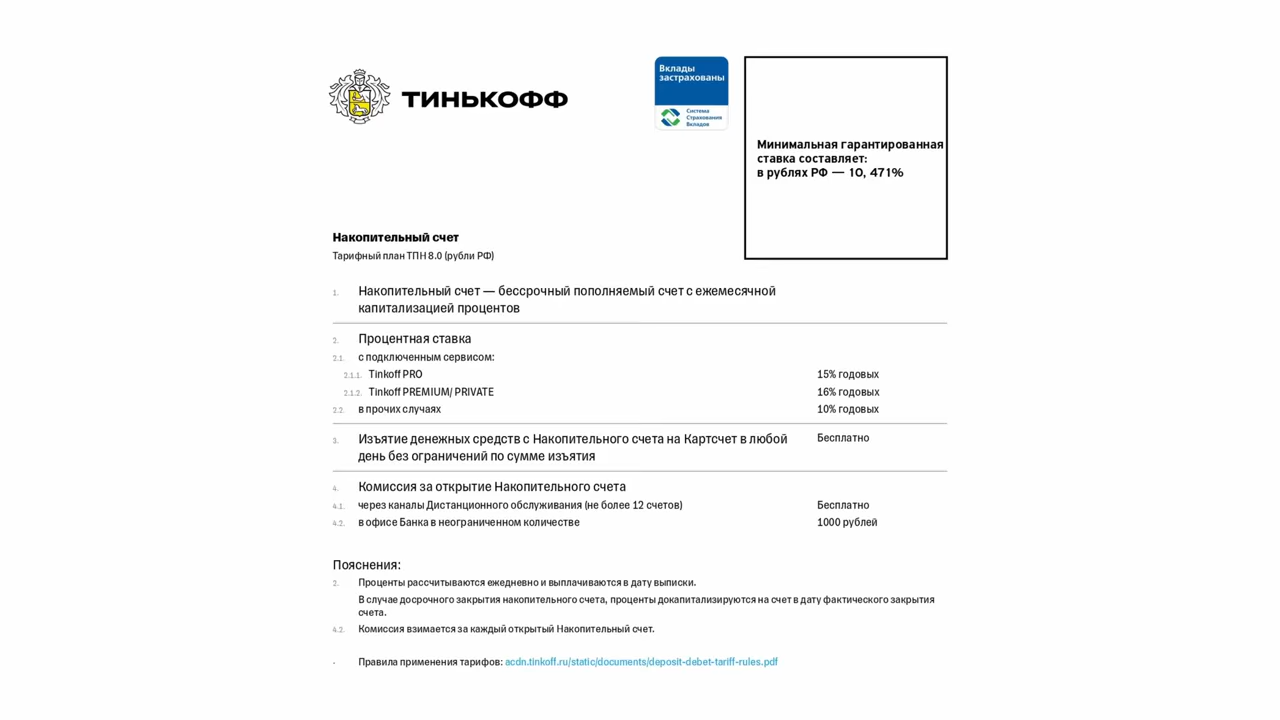 ТИНЬКОФФ
Вклады
застрахованы
Система
Страхования
Вкладов
Минимальная гарантированная
ставка составляет:
в рублях РФ — 10, 471%
Накопительный счет
Тарифный план ТПН 8.0 (рубли РФ)
1. Накопительный счет — бессрочный пополняемый счет с ежемесячной
капитализацией процентов
2. Процентная ставка
2.1. с подключенным сервисом:
2.1.1. Tinkoff PRO 15% годовых
2.1.2. Tinkoff PREMIUM/ PRIVATE 16% годовых
2.2. в прочих случаях 10% годовых
3. Изъятие денежных средств с Накопительного счета на Картсчет в любой Бесплатно
день без ограничений по сумме изъятия
4. Комиссия за открытие Накопительного счета
4.1. через каналы Дистанционного обслуживания (не более 12 счетов) Бесплатно
4.2. в офисе Банка в неограниченном количестве 1000 рублей
Пояснения:
2. Проценты рассчитываются ежедневно и выплачиваются в дату выписки.
В случае досрочного закрытия накопительного счета, проценты докапитализируются на счет в дату фактического закрытия
счета.
4.2. Комиссия взимается за каждый открытый Накопительный счет.
· Правила применения тарифов: acdn.tinkoff.ru/static/documents/deposit-debet-tariff-rules.pdf